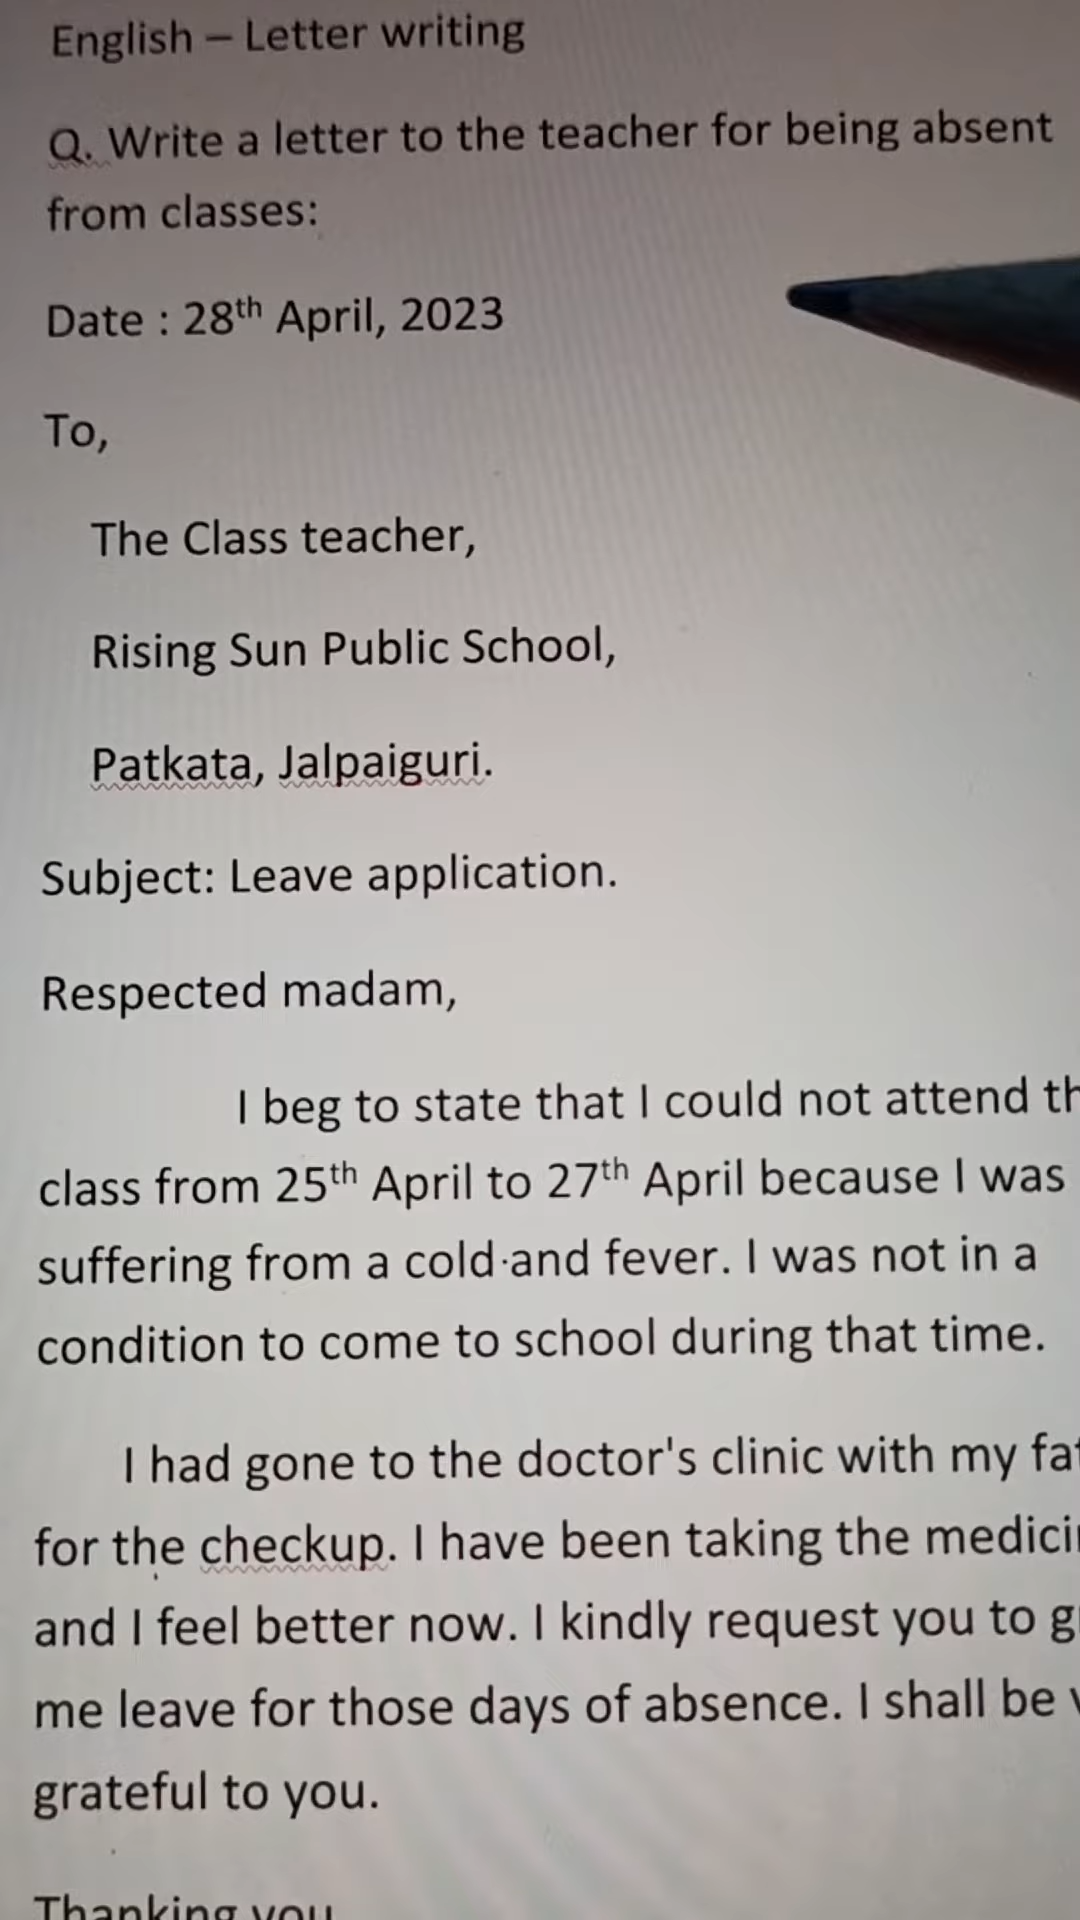 English – Letter writing
Q. Write a letter to the teacher for being absent
from classes:
Date : 28th April, 2023
To,
The Class teacher,
Rising Sun Public School,
Patkata, Jalpaiguri.
Subject: Leave application.
Respected madam,
I beg to state that I could not attend
class from 25th April to 27th April because I was
suffering from a cold and fever. I was not in a
condition to come to school during that time.
I had gone to the doctor's clinic with my
for the checkup. I have been taking the
and I feel better now. I kindly request you to
me leave for those days of absence. I shall be
grateful to you.
Thanking you